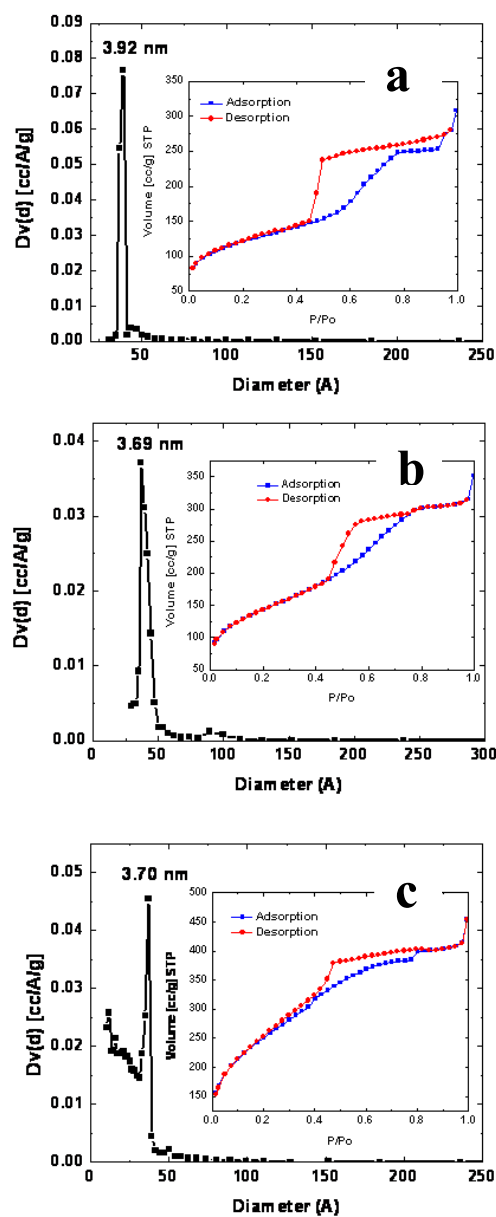 0.09
3.92 nm
a
350
Adsorption
Desorption
0.08
300
0.07
250
0.06
200
0.05
150
0.04
100
0.03
50
0.0 0.2 0.4 0.6 0.8 1.0
0.02
P/Po
0.01
0.00
50 100 150 200 250
Dv(d) [cc/A/g]
Volume [cc/g] STP
Diameter (A)
0.04
3.69 nm
b
350
Adsorption
Desorption
300
0.03
250
200
0.02
150
100
0.01
50
0.0 0.2 0.4 0.6 0.8 1.0
P/Po
0.00
0 50 100 150 200 250 300
Dv(d) [cc/A/g]
Volume [cc/g] STP
Diameter (A)
0.05
3.70 nm
c
500
Adsorption
Desorption
450
0.04
400
350
0.03
300
250
0.02
200
150
100
0.01
0.0 0.2 0.4 0.6 0.8 1.0
P/Po
0.00
0 50 100 150 200 250
Dv(d) [cc/A/g]
Volume [cc/g] STP
Diameter (A)